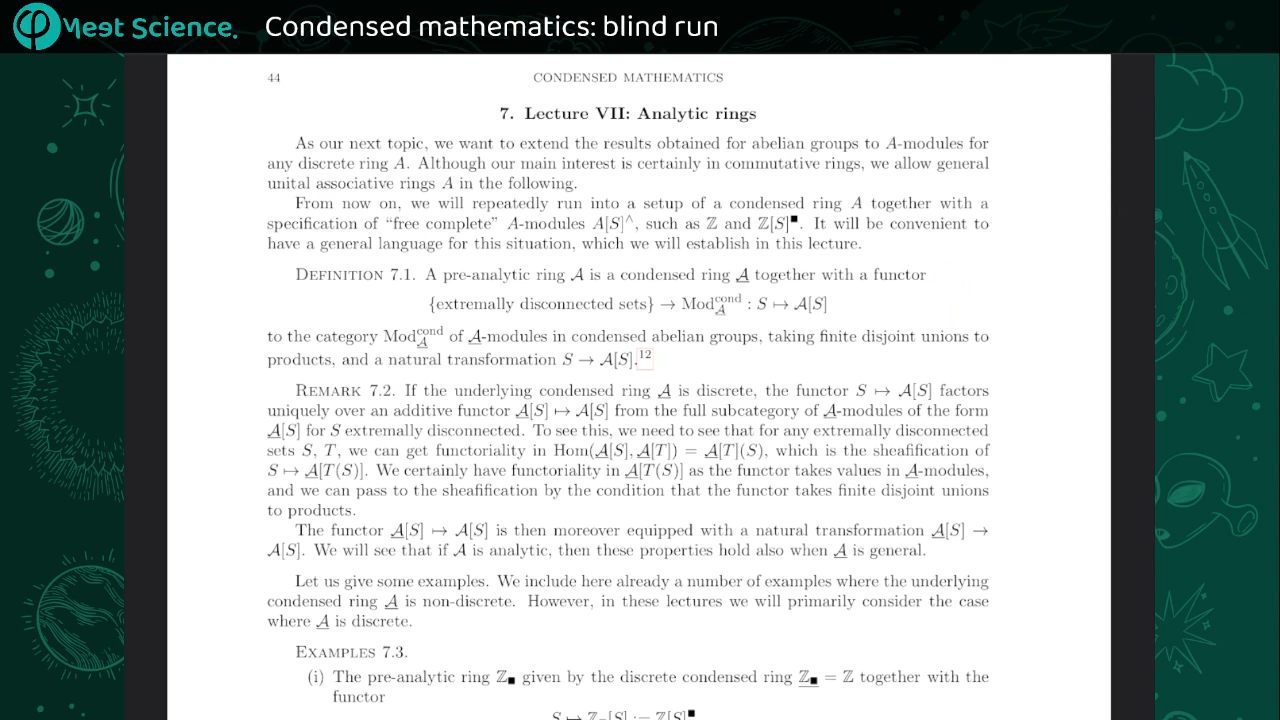 Meet Science.
Condensed mathematics: blind run
44
CONDENSED MATHEMATICS
7. Lecture VII: Analytic rings
As our next topic, we want to extend the results obtained for abelian groups to A-modules for
any discrete ring A. Although our main interest is certainly in commutative rings, we allow general
unital associative rings A in the following.
From now on, we will repeatedly run into a setup of a condensed ring A together with a
specification of “free complete” A-modules A[S]^∧, such as ℤ and ℤ[S]^■. It will be convenient to
have a general language for this situation, which we will establish in this lecture.
DEFINITION 7.1. A pre-analytic ring 𝒜 is a condensed ring 𝒜̲ together with a functor
{extremally disconnected sets} → Mod^cond_𝒜̲ : S ↦ 𝒜[S]
to the category Mod^cond_𝒜̲ of 𝒜̲-modules in condensed abelian groups, taking finite disjoint unions to
products, and a natural transformation S → 𝒜[S].¹²
REMARK 7.2. If the underlying condensed ring 𝒜̲ is discrete, the functor S ↦ 𝒜[S] factors
uniquely over an additive functor 𝒜̲[S] ↦ 𝒜[S] from the full subcategory of 𝒜̲-modules of the form
𝒜̲[S] for S extremally disconnected. To see this, we need to see that for any extremally disconnected
sets S, T, we can get functoriality in Hom(𝒜̲[S], 𝒜̲[T]) = 𝒜̲[T](S), which is the sheafification of
S ↦ 𝒜̲[T(S)]. We certainly have functoriality in 𝒜̲[T(S)] as the functor takes values in 𝒜̲-modules,
and we can pass to the sheafification by the condition that the functor takes finite disjoint unions
to products.
The functor 𝒜̲[S] ↦ 𝒜[S] is then moreover equipped with a natural transformation 𝒜̲[S] →
𝒜[S]. We will see that if 𝒜 is analytic, then these properties hold also when 𝒜̲ is general.
Let us give some examples. We include here already a number of examples where the underlying
condensed ring 𝒜̲ is non-discrete. However, in these lectures we will primarily consider the case
where 𝒜̲ is discrete.
EXAMPLES 7.3.
(i) The pre-analytic ring ℤ_■ given by the discrete condensed ring ℤ_■̲ = ℤ together with the
functor
S ↦ ℤ_■[S] := ℤ[S]^■